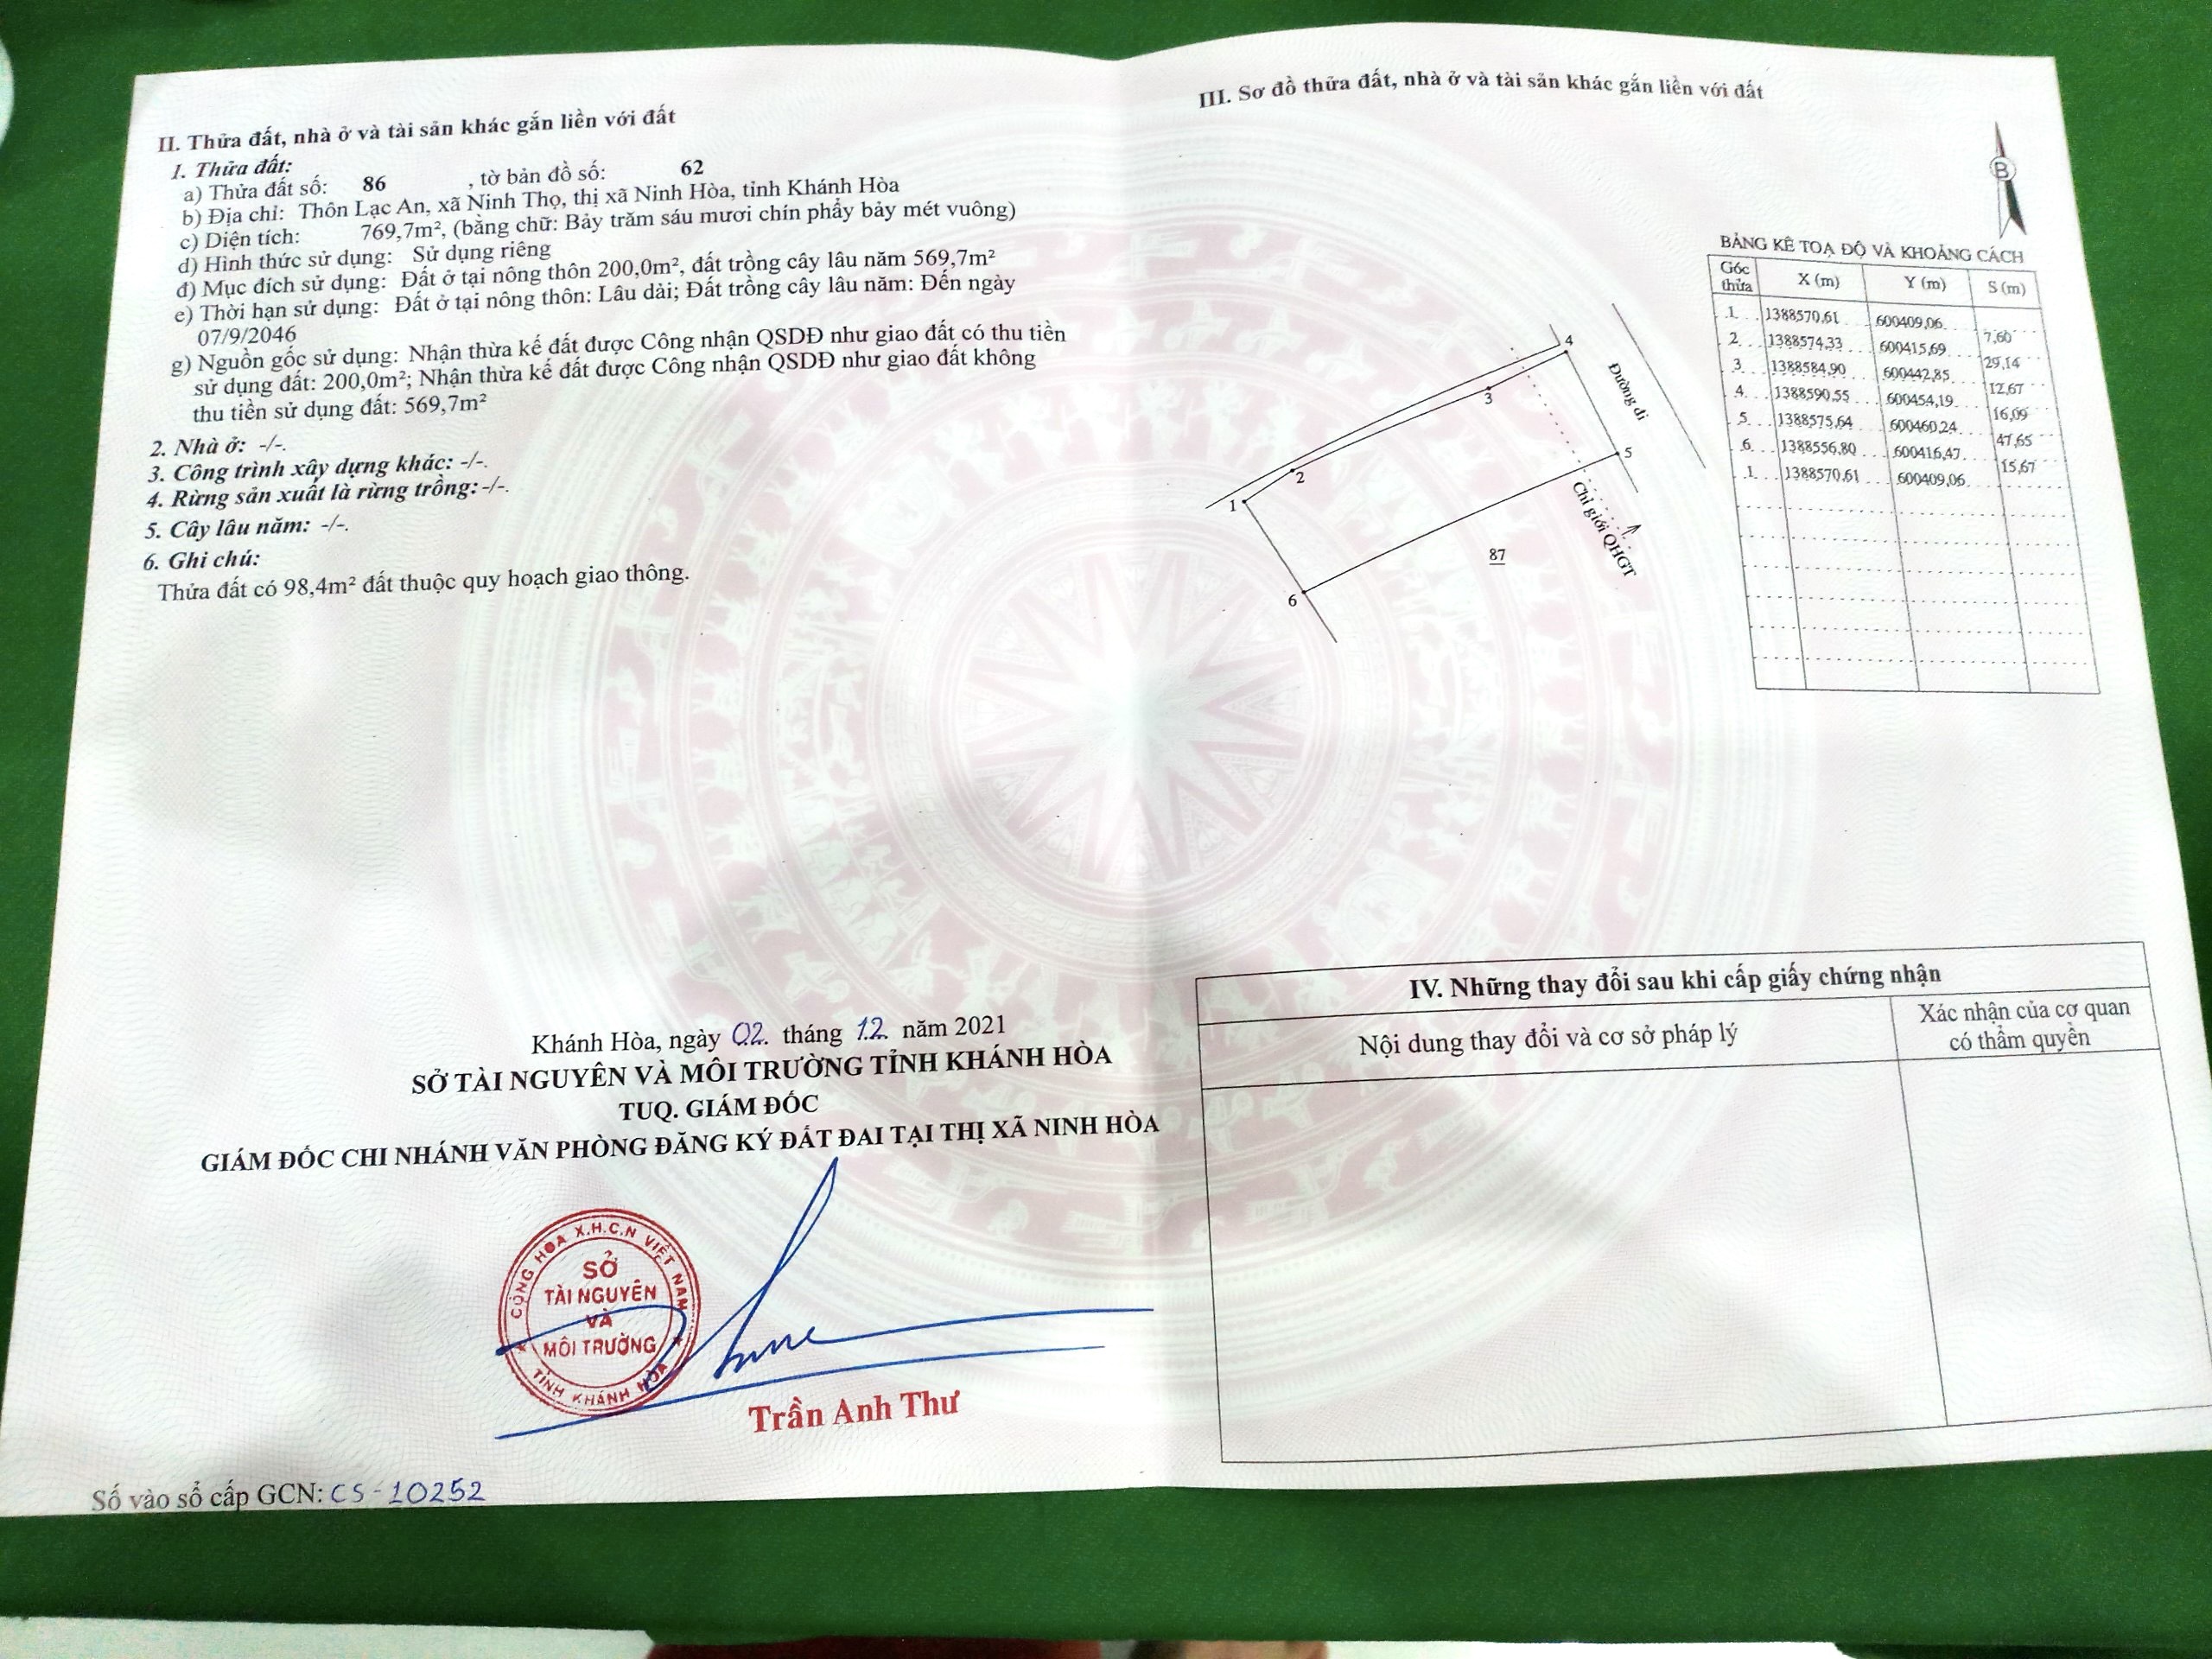 II. Thửa đất, nhà ở và tài sản khác gắn liền với đất
1. Thửa đất:
a) Thửa đất số: 86 , tờ bản đồ số: 62
b) Địa chỉ: Thôn Lạc An, xã Ninh Thọ, thị xã Ninh Hòa, tỉnh Khánh Hòa
c) Diện tích: 769,7m², (bằng chữ: Bảy trăm sáu mươi chín phẩy bảy mét vuông)
d) Hình thức sử dụng: Sử dụng riêng
đ) Mục đích sử dụng: Đất ở tại nông thôn 200,0m², đất trồng cây lâu năm 569,7m²
e) Thời hạn sử dụng: Đất ở tại nông thôn: Lâu dài; Đất trồng cây lâu năm: Đến ngày
07/9/2046
g) Nguồn gốc sử dụng: Nhận thừa kế đất được Công nhận QSDĐ như giao đất có thu tiền
sử dụng đất: 200,0m²; Nhận thừa kế đất được Công nhận QSDĐ như giao đất không
thu tiền sử dụng đất: 569,7m²
2. Nhà ở: -/-.
3. Công trình xây dựng khác: -/-.
4. Rừng sản xuất là rừng trồng: -/-.
5. Cây lâu năm: -/-.
6. Ghi chú:
Thửa đất có 98,4m² đất thuộc quy hoạch giao thông.
Khánh Hòa, ngày 02 tháng 12 năm 2021
SỞ TÀI NGUYÊN VÀ MÔI TRƯỜNG TỈNH KHÁNH HÒA
TUQ. GIÁM ĐỐC
GIÁM ĐỐC CHI NHÁNH VĂN PHÒNG ĐĂNG KÝ ĐẤT ĐAI TẠI THỊ XÃ NINH HÒA
CỘNG HÒA X.H.C.N VIỆT NAM
SỞ
TÀI NGUYÊN
VÀ
MÔI TRƯỜNG
TỈNH KHÁNH HÒA
Trần Anh Thư
Số vào sổ cấp GCN: CS-10252
III. Sơ đồ thửa đất, nhà ở và tài sản khác gắn liền với đất
B
BẢNG KÊ TOẠ ĐỘ VÀ KHOẢNG CÁCH
Góc thửa X (m) Y (m) S (m)
1 1388570,61 600409,06
7,60
2 1388574,33 600415,69
29,14
3 1388584,90 600442,85
12,67
4 1388590,55 600454,19
16,09
5 1388575,64 600460,24
47,65
6 1388556,80 600416,47
15,67
1 1388570,61 600409,06
4
Đường đi
3
5
2
1
Chỉ giới QHGT
87
6
IV. Những thay đổi sau khi cấp giấy chứng nhận
Nội dung thay đổi và cơ sở pháp lý
Xác nhận của cơ quan
có thẩm quyền